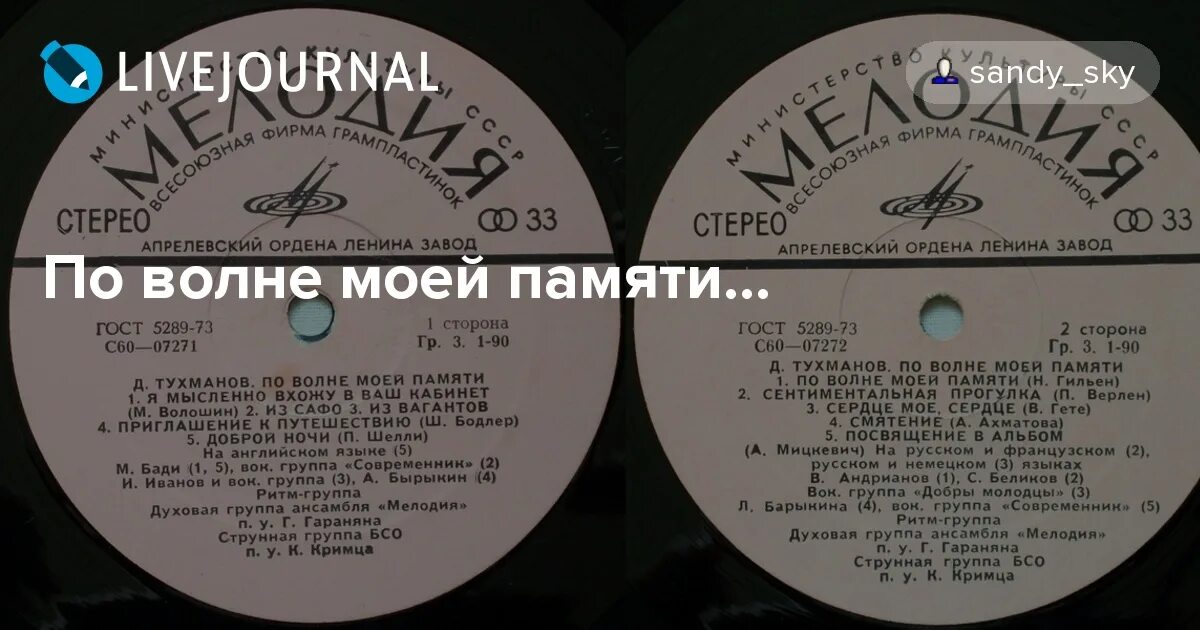 LIVEJOURNAL
sandy_sky
По волне моей памяти...
МИНИСТЕРСТВО КУЛЬТУРЫ СССР
МЕЛОДИЯ
ВСЕСОЮЗНАЯ ФИРМА ГРАМПЛАСТИНОК
СТЕРЕО
33
АПРЕЛЕВСКИЙ ОРДЕНА ЛЕНИНА ЗАВОД
ГОСТ 5289-73
С60—07271
1 сторона
Гр. 3. 1-90
Д. ТУХМАНОВ. ПО ВОЛНЕ МОЕЙ ПАМЯТИ
1. Я МЫСЛЕННО ВХОЖУ В ВАШ КАБИНЕТ
(М. Волошин) 2. ИЗ САФО 3. ИЗ ВАГАНТОВ
4. ПРИГЛАШЕНИЕ К ПУТЕШЕСТВИЮ (Ш. Бодлер)
5. ДОБРОЙ НОЧИ (П. Шелли)
На английском языке (5)
М. Бади (1, 5), вок. группа «Современник» (2)
И. Иванов и вок. группа (3), А. Бырыкин (4)
Ритм-группа
Духовая группа ансамбля «Мелодия»
п. у. Г. Гараняна
Струнная группа БСО
п. у. К. Кримца
МИНИСТЕРСТВО КУЛЬТУРЫ СССР
МЕЛОДИЯ
ВСЕСОЮЗНАЯ ФИРМА ГРАМПЛАСТИНОК
СТЕРЕО
33
АПРЕЛЕВСКИЙ ОРДЕНА ЛЕНИНА ЗАВОД
ГОСТ 5289-73
С60—07272
2 сторона
Гр. 3. 1-90
Д. ТУХМАНОВ. ПО ВОЛНЕ МОЕЙ ПАМЯТИ
1. ПО ВОЛНЕ МОЕЙ ПАМЯТИ (Н. Гильен)
2. СЕНТИМЕНТАЛЬНАЯ ПРОГУЛКА (П. Верлен)
3. СЕРДЦЕ МОЕ, СЕРДЦЕ (В. Гете)
4. СМЯТЕНИЕ (А. Ахматова)
5. ПОСВЯЩЕНИЕ В АЛЬБОМ
(А. Мицкевич) На русском и французском (2),
русском и немецком (3) языках
В. Андрианов (1), С. Беликов (2)
Вок. группа «Добры молодцы» (3)
Л. Барыкина (4), вок. группа «Современник» (5)
Ритм-группа
Духовая группа ансамбля «Мелодия»
п. у. Г. Гараняна
Струнная группа БСО
п. у. К. Кримца